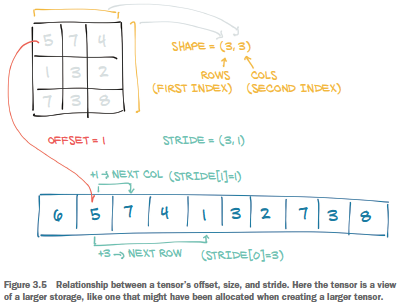 5 7 4
1 3 2
7 3 8
SHAPE = (3, 3)
ROWS COLS
(FIRST INDEX) (SECOND INDEX)
OFFSET = 1
STRIDE = (3, 1)
+1 → NEXT COL (STRIDE[1]=1)
6 5 7 4 1 3 2 7 3 8
+3 → NEXT ROW (STRIDE[0]=3)
Figure 3.5 Relationship between a tensor's offset, size, and stride. Here the tensor is a view
of a larger storage, like one that might have been allocated when creating a larger tensor.